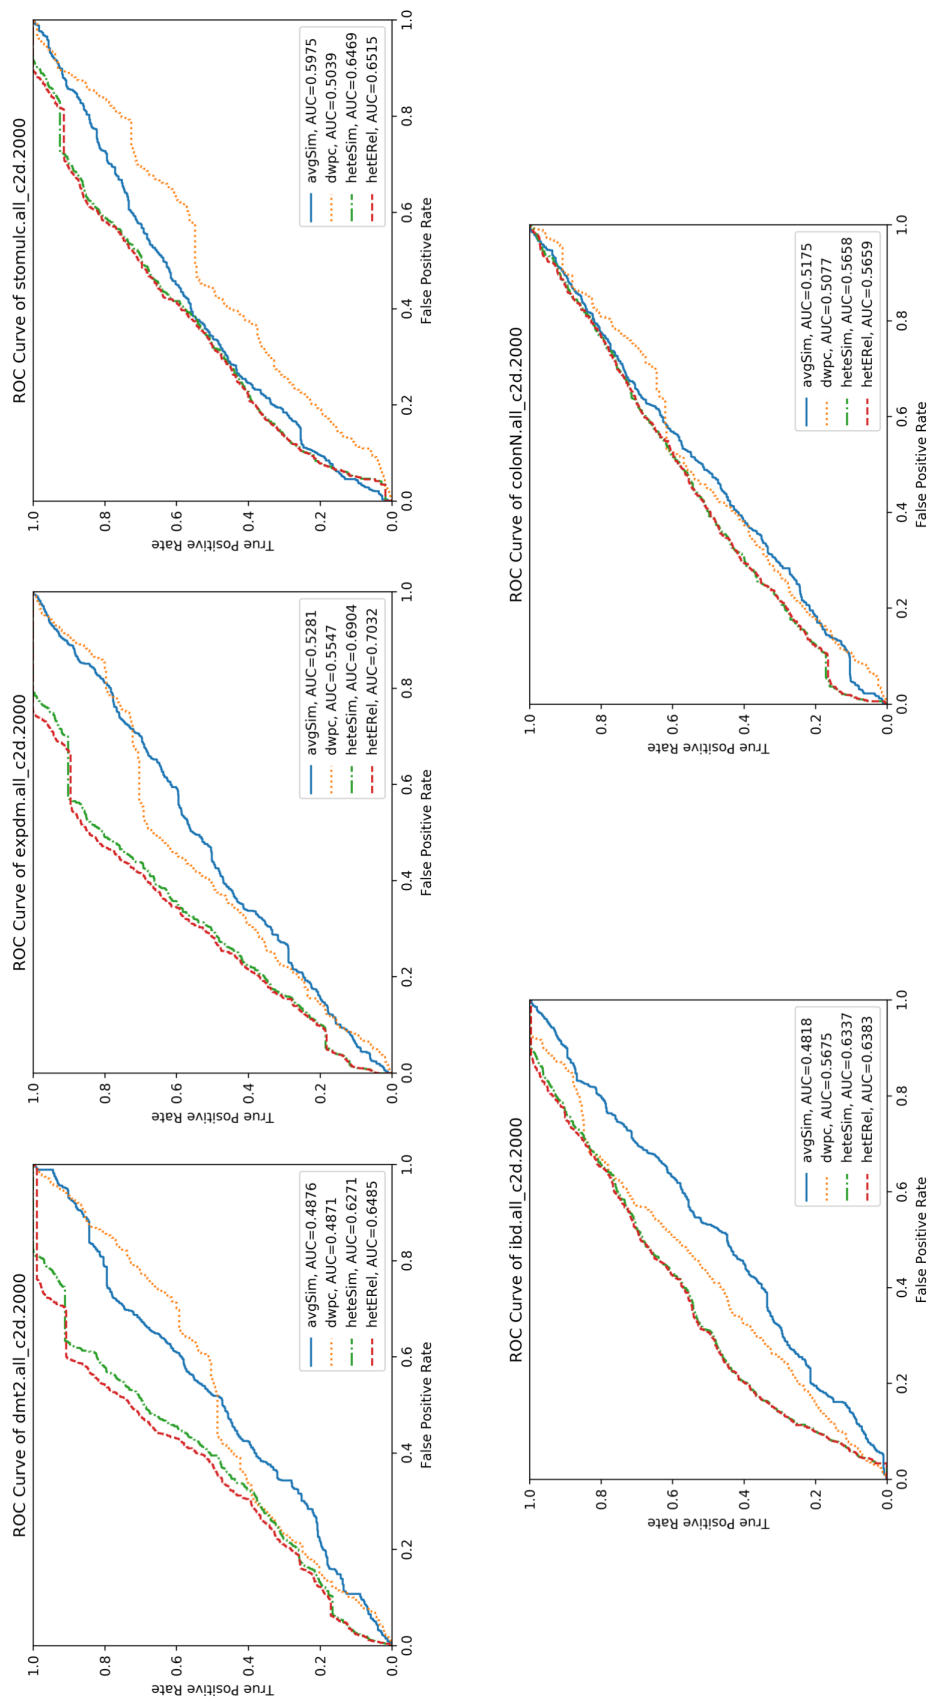 ROC Curve of dmt2.all_c2d.2000
True Positive Rate
1.0
0.8
0.6
0.4
0.2
0.0
avgSim, AUC=0.4876
dwpc, AUC=0.4871
heteSim, AUC=0.6271
hetERel, AUC=0.6485
0.0 0.2 0.4 0.6 0.8 1.0
False Positive Rate
ROC Curve of expdm.all_c2d.2000
True Positive Rate
1.0
0.8
0.6
0.4
0.2
0.0
avgSim, AUC=0.5281
dwpc, AUC=0.5547
heteSim, AUC=0.6904
hetERel, AUC=0.7032
0.0 0.2 0.4 0.6 0.8 1.0
False Positive Rate
ROC Curve of stomulc.all_c2d.2000
True Positive Rate
1.0
0.8
0.6
0.4
0.2
0.0
avgSim, AUC=0.5975
dwpc, AUC=0.5039
heteSim, AUC=0.6469
hetERel, AUC=0.6515
0.0 0.2 0.4 0.6 0.8 1.0
False Positive Rate
ROC Curve of ibd.all_c2d.2000
True Positive Rate
1.0
0.8
0.6
0.4
0.2
0.0
avgSim, AUC=0.4818
dwpc, AUC=0.5675
heteSim, AUC=0.6337
hetERel, AUC=0.6383
0.0 0.2 0.4 0.6 0.8 1.0
False Positive Rate
ROC Curve of colonN.all_c2d.2000
True Positive Rate
1.0
0.8
0.6
0.4
0.2
0.0
avgSim, AUC=0.5175
dwpc, AUC=0.5077
heteSim, AUC=0.5658
hetERel, AUC=0.5659
0.0 0.2 0.4 0.6 0.8 1.0
False Positive Rate